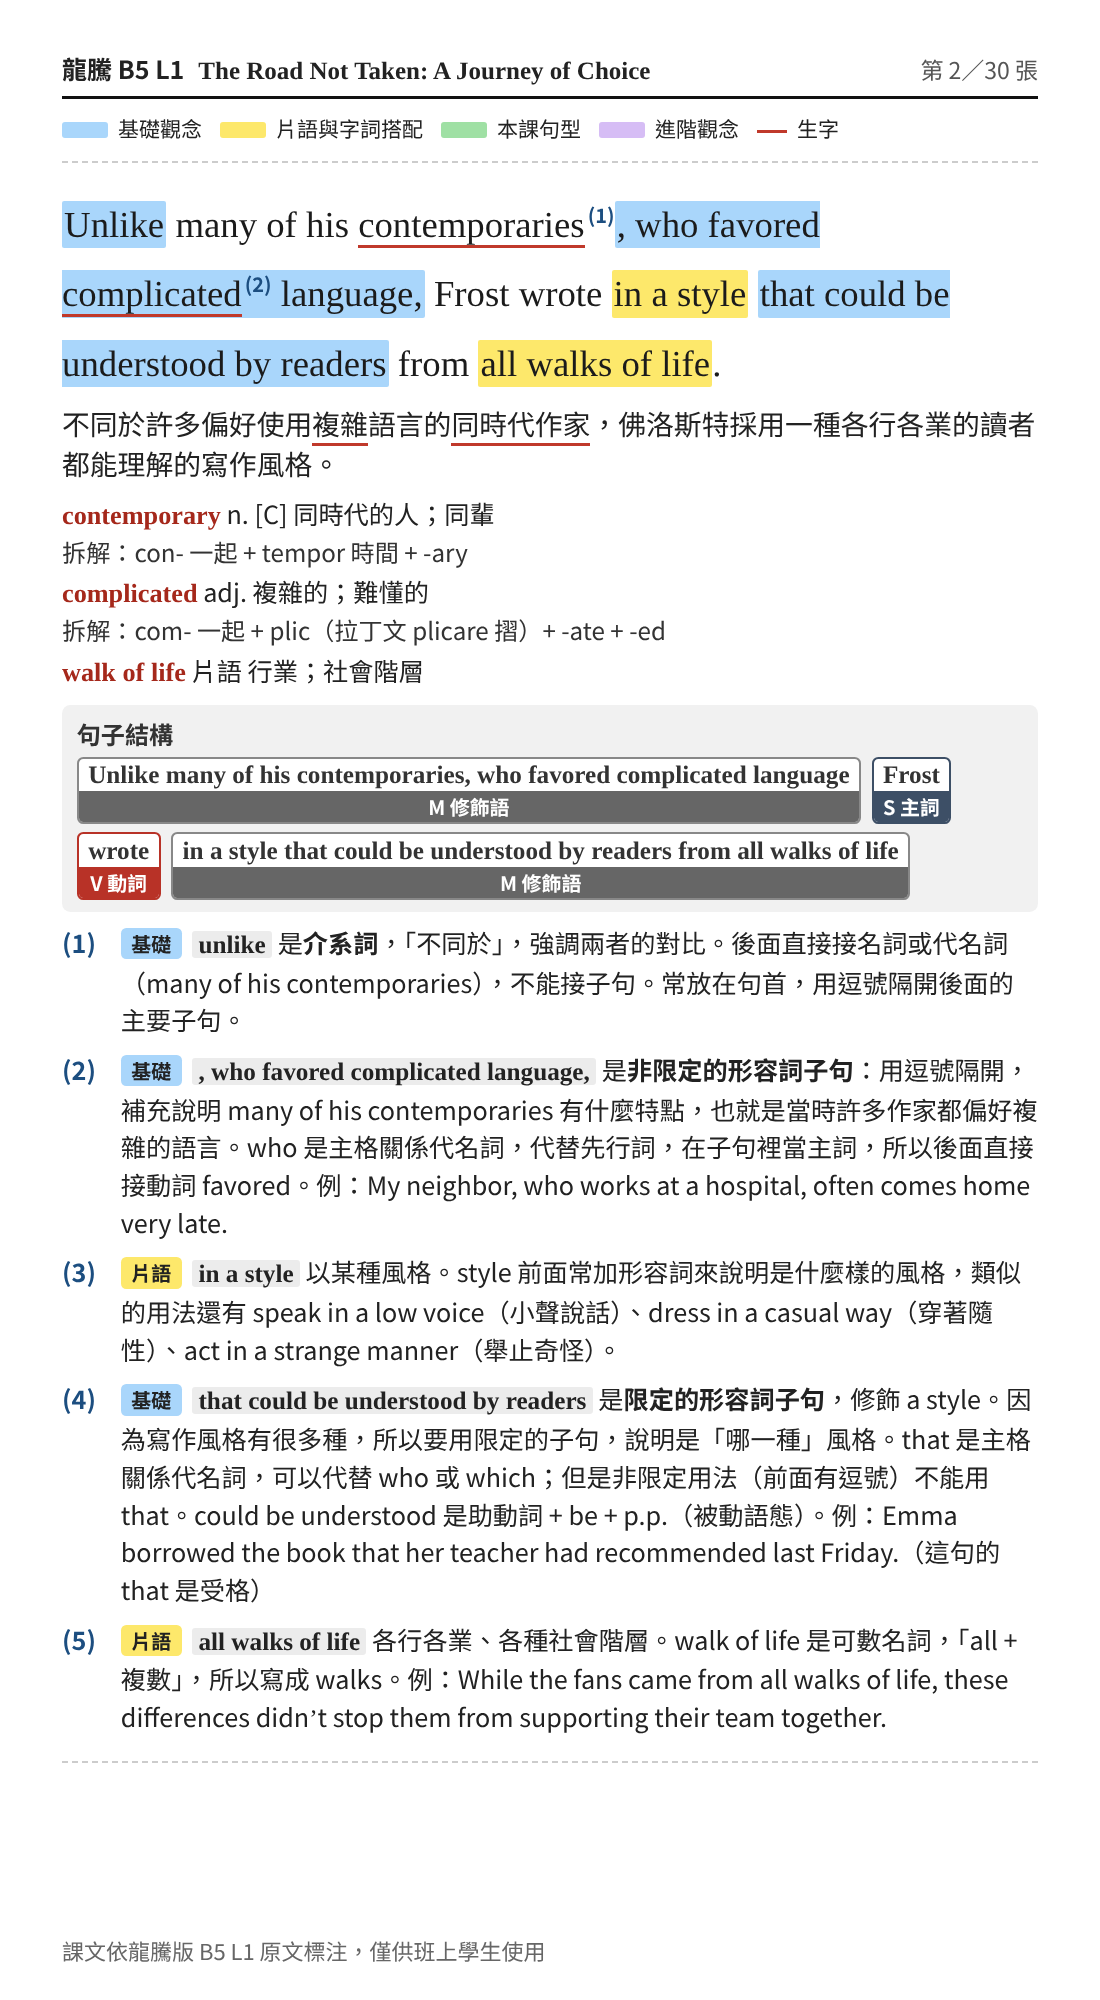 龍騰 B5 L1 The Road Not Taken: A Journey of Choice 第 2／30 張
基礎觀念 片語與字詞搭配 本課句型 進階觀念 生字
Unlike many of his contemporaries(1), who favored
complicated(2) language, Frost wrote in a style that could be
understood by readers from all walks of life.
不同於許多偏好使用複雜語言的同時代作家，佛洛斯特採用一種各行各業的讀者
都能理解的寫作風格。
contemporary n. [C] 同時代的人；同輩
拆解：con- 一起 + tempor 時間 + -ary
complicated adj. 複雜的；難懂的
拆解：com- 一起 + plic（拉丁文 plicare 摺）+ -ate + -ed
walk of life 片語 行業；社會階層
句子結構
Unlike many of his contemporaries, who favored complicated language Frost
M 修飾語 S 主詞
wrote in a style that could be understood by readers from all walks of life
V 動詞 M 修飾語
(1) 基礎 unlike 是介系詞，「不同於」，強調兩者的對比。後面直接接名詞或代名詞
（many of his contemporaries），不能接子句。常放在句首，用逗號隔開後面的
主要子句。
(2) 基礎 , who favored complicated language, 是非限定的形容詞子句：用逗號隔開，
補充說明 many of his contemporaries 有什麼特點，也就是當時許多作家都偏好複
雜的語言。who 是主格關係代名詞，代替先行詞，在子句裡當主詞，所以後面直接
接動詞 favored。例：My neighbor, who works at a hospital, often comes home
very late.
(3) 片語 in a style 以某種風格。style 前面常加形容詞來說明是什麼樣的風格，類似
的用法還有 speak in a low voice（小聲說話）、dress in a casual way（穿著隨
性）、act in a strange manner（舉止奇怪）。
(4) 基礎 that could be understood by readers 是限定的形容詞子句，修飾 a style。因
為寫作風格有很多種，所以要用限定的子句，說明是「哪一種」風格。that 是主格
關係代名詞，可以代替 who 或 which；但是非限定用法（前面有逗號）不能用
that。could be understood 是助動詞 + be + p.p.（被動語態）。例：Emma
borrowed the book that her teacher had recommended last Friday.（這句的
that 是受格）
(5) 片語 all walks of life 各行各業、各種社會階層。walk of life 是可數名詞，「all +
複數」，所以寫成 walks。例：While the fans came from all walks of life, these
differences didn’t stop them from supporting their team together.
課文依龍騰版 B5 L1 原文標注，僅供班上學生使用